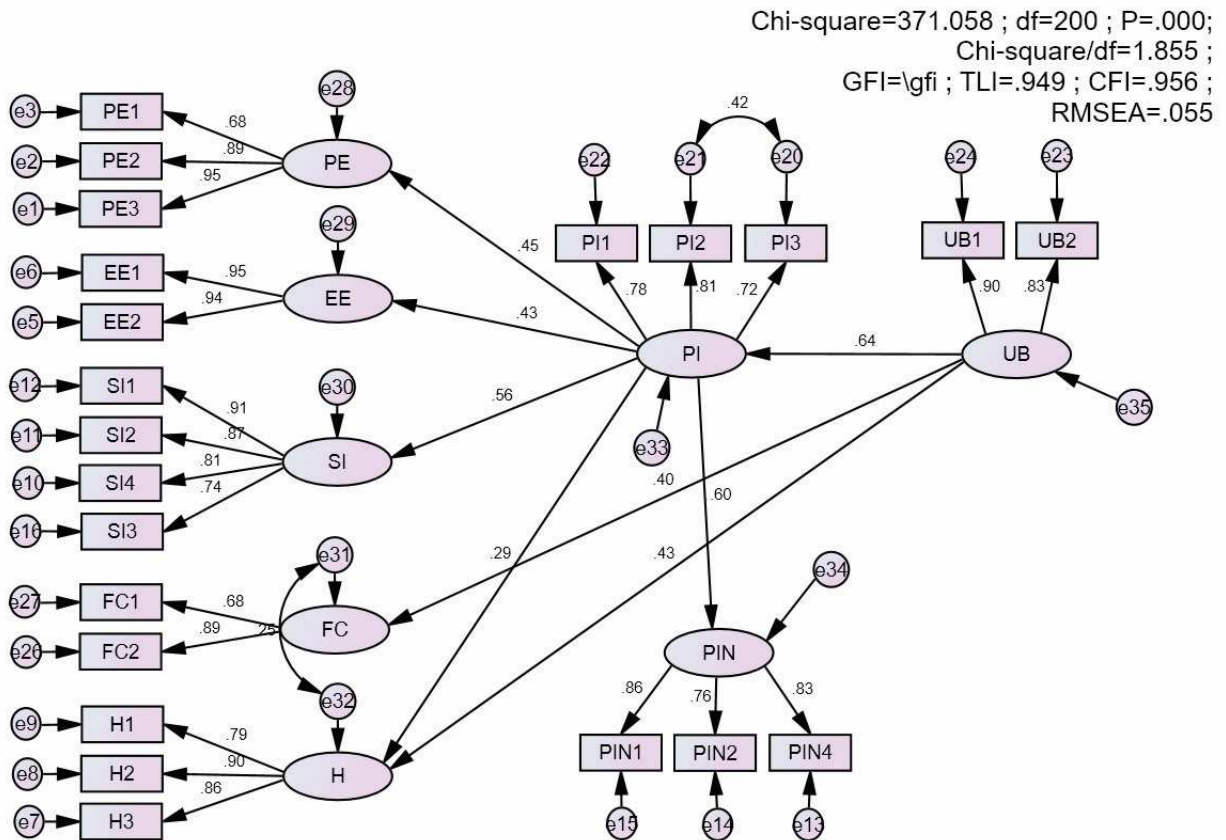 Chi-square=371.058 ; df=200 ; P=.000;
Chi-square/df=1.855 ;
GFI=\gfi ; TLI=.949 ; CFI=.956 ;
RMSEA=.055
e3 PE1 .68
e2 PE2 .89
e1 PE3 .95
e28
PE
e6 EE1 .95
e5 EE2 .94
e29
EE
e12 SI1 .91
e11 SI2 .87
e10 SI4 .81
e16 SI3 .74
e30
SI
e27 FC1 .68
e26 FC2 .89
.25
e31
FC
e32
e9 H1 .79
e8 H2 .90
e7 H3 .86
H
.42
e22 e21 e20
PI1 PI2 PI3
.78 .81 .72
PI
e33
.45
.43
.56
.29
.60
.64
.40
.43
e24 e23
UB1 UB2
.90 .83
UB
e35
e34
PIN
.86 .76 .83
PIN1 PIN2 PIN4
e15 e14 e13